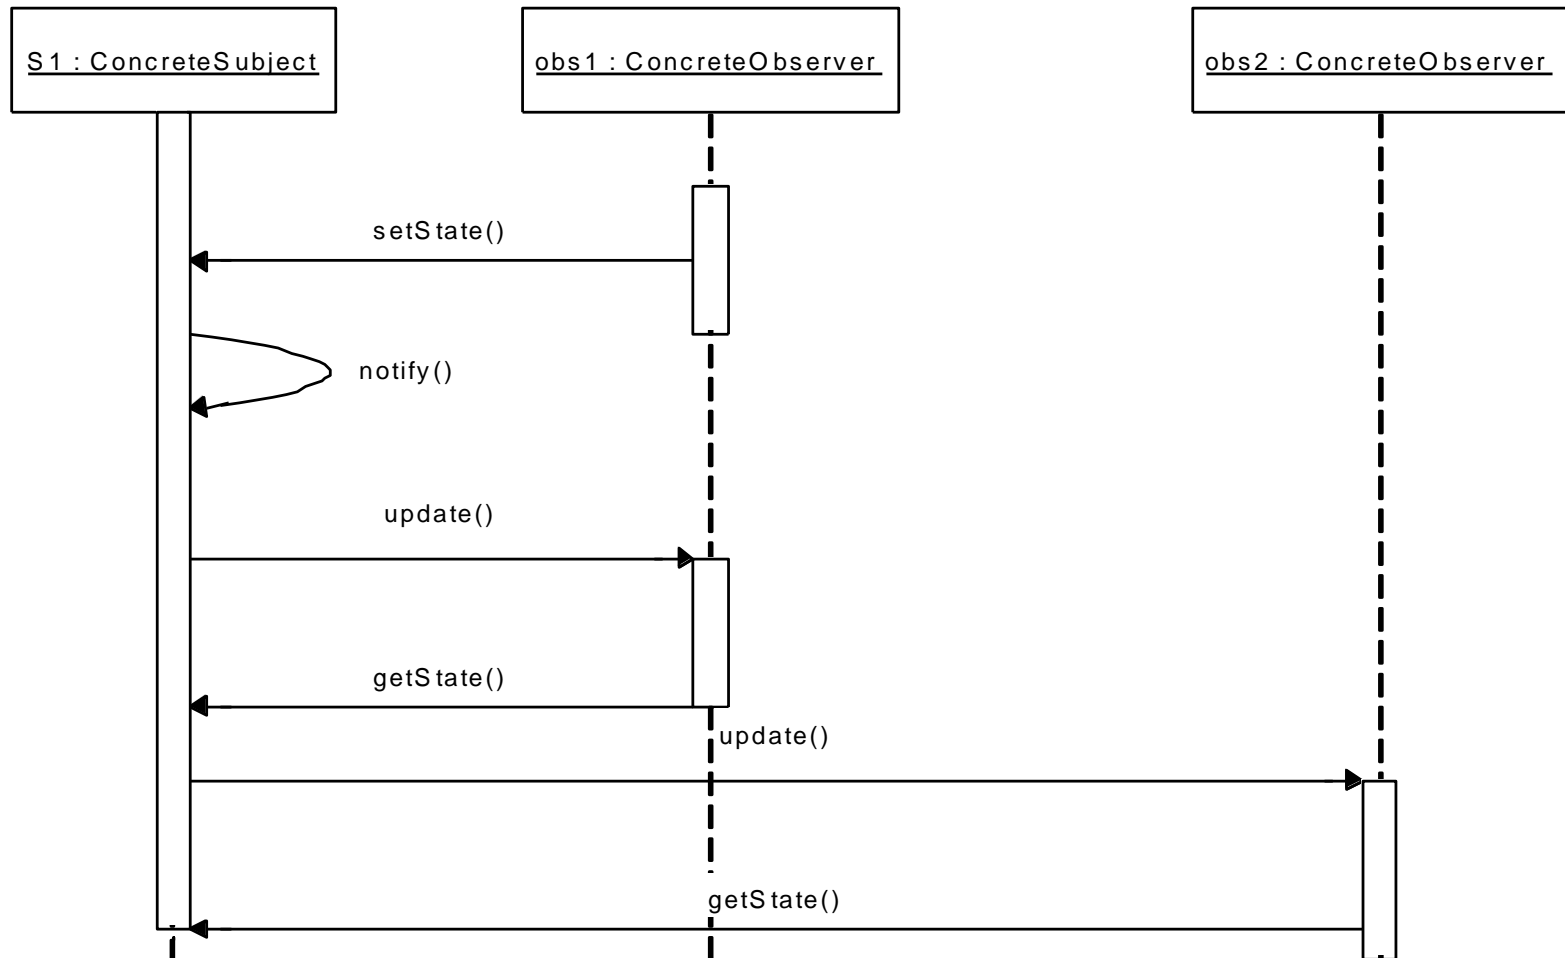 S1 : ConcreteSubject
obs1 : ConcreteObserver
obs2 : ConcreteObserver
setState()
notify()
update()
getState()
update()
getState()